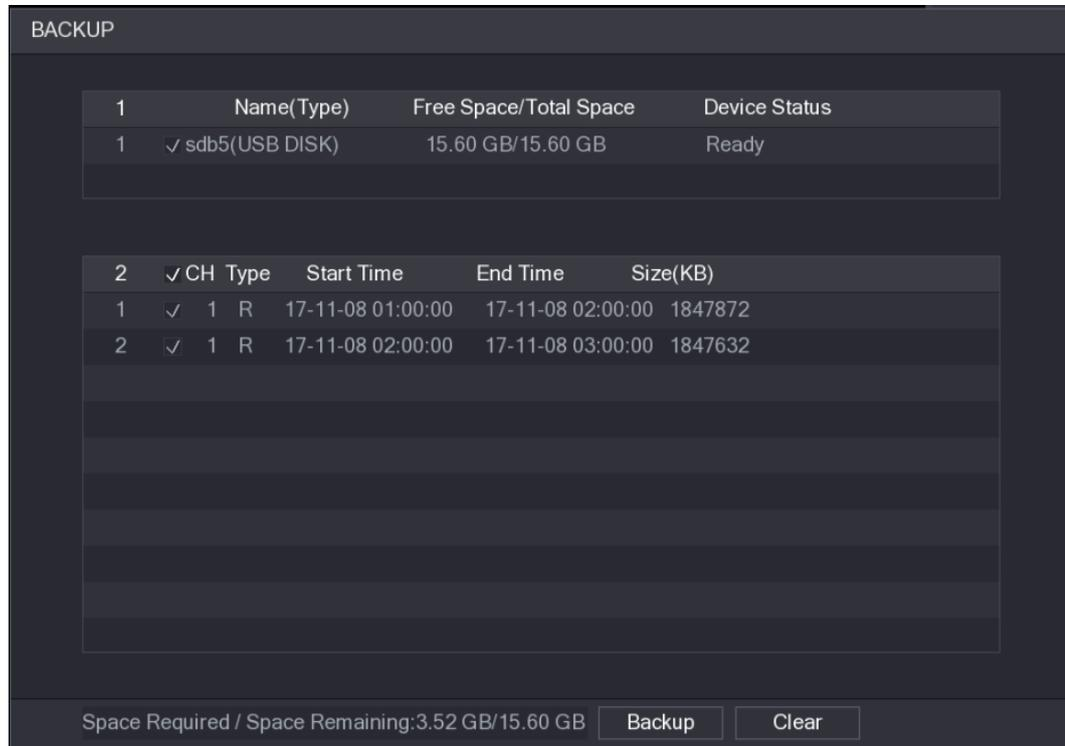 BACKUP
1 Name(Type) Free Space/Total Space Device Status
1 sdb5(USB DISK) 15.60 GB/15.60 GB Ready
2 CH Type Start Time End Time Size(KB)
1 1 R 17-11-08 01:00:00 17-11-08 02:00:00 1847872
2 1 R 17-11-08 02:00:00 17-11-08 03:00:00 1847632
Space Required / Space Remaining:3.52 GB/15.60 GB Backup Clear